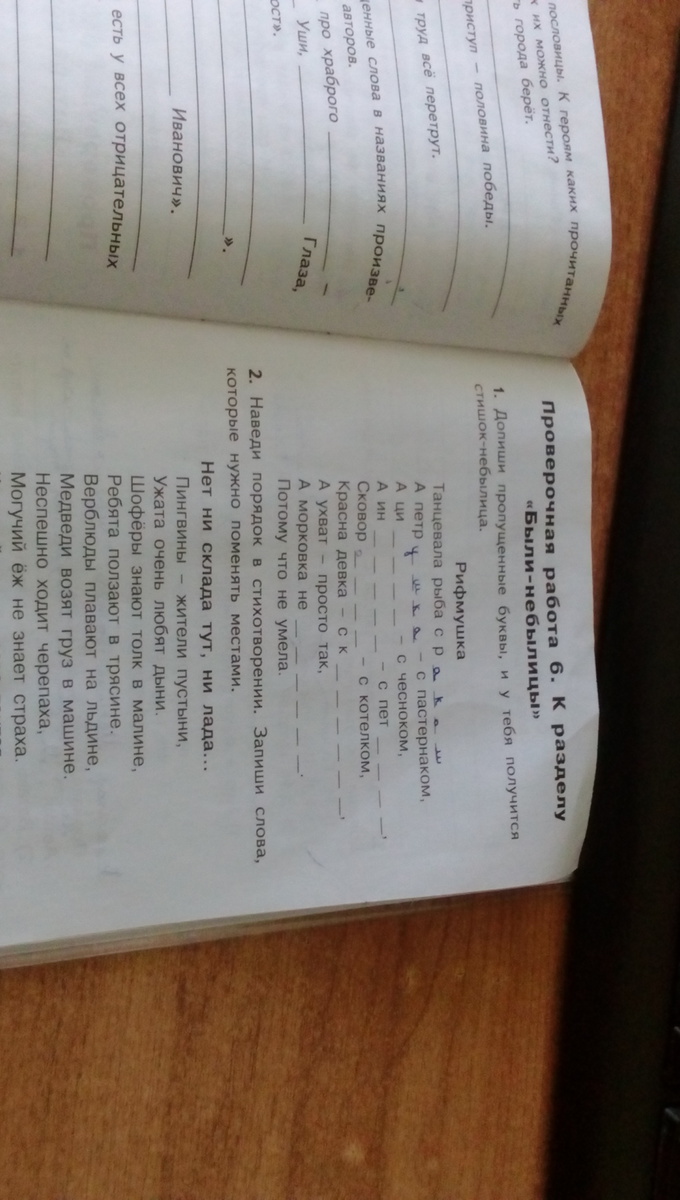 пословицы. К героям каких прочитанных
их можно отнести?
города берёт.
приступ – половина победы.
труд всё перетрут.
слова в названиях произве-
авторов.
про храброго ______ –
Уши, ______ Глаза,
».
Иванович».
есть у всех отрицательных
Проверочная работа 6. К разделу
«Были-небылицы»
1. Допиши пропущенные буквы, и у тебя получится
стишок-небылица.
Рифмушка
Танцевала рыба с р а к о м
А петр у ш к а – с пастернаком,
А ци _ _ _ _ – с чесноком,
А ин _ _ _ _ _ – с пет _ _ _ _ _,
Сковор о _ _ _ – с котелком,
Красна девка – с к _ _ _ _ _ _ _,
А ухват – просто так,
А морковка не _ _ _ _ _ _ _.
Потому что не умела.
2. Наведи порядок в стихотворении. Запиши слова,
которые нужно поменять местами.
Нет ни склада тут, ни лада...
Пингвины – жители пустыни,
Ужата очень любят дыни.
Шофёры знают толк в малине,
Ребята ползают в трясине.
Верблюды плавают на льдине,
Медведи возят груз в машине.
Неспешно ходит черепаха,
Могучий ёж не знает страха.